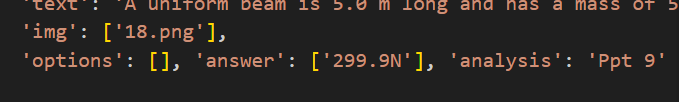 'text': 'A uniform beam is 5.0 m long and has a mass of 5
'img': ['18.png'],
'options': [], 'answer': ['299.9N'], 'analysis': 'Ppt 9'